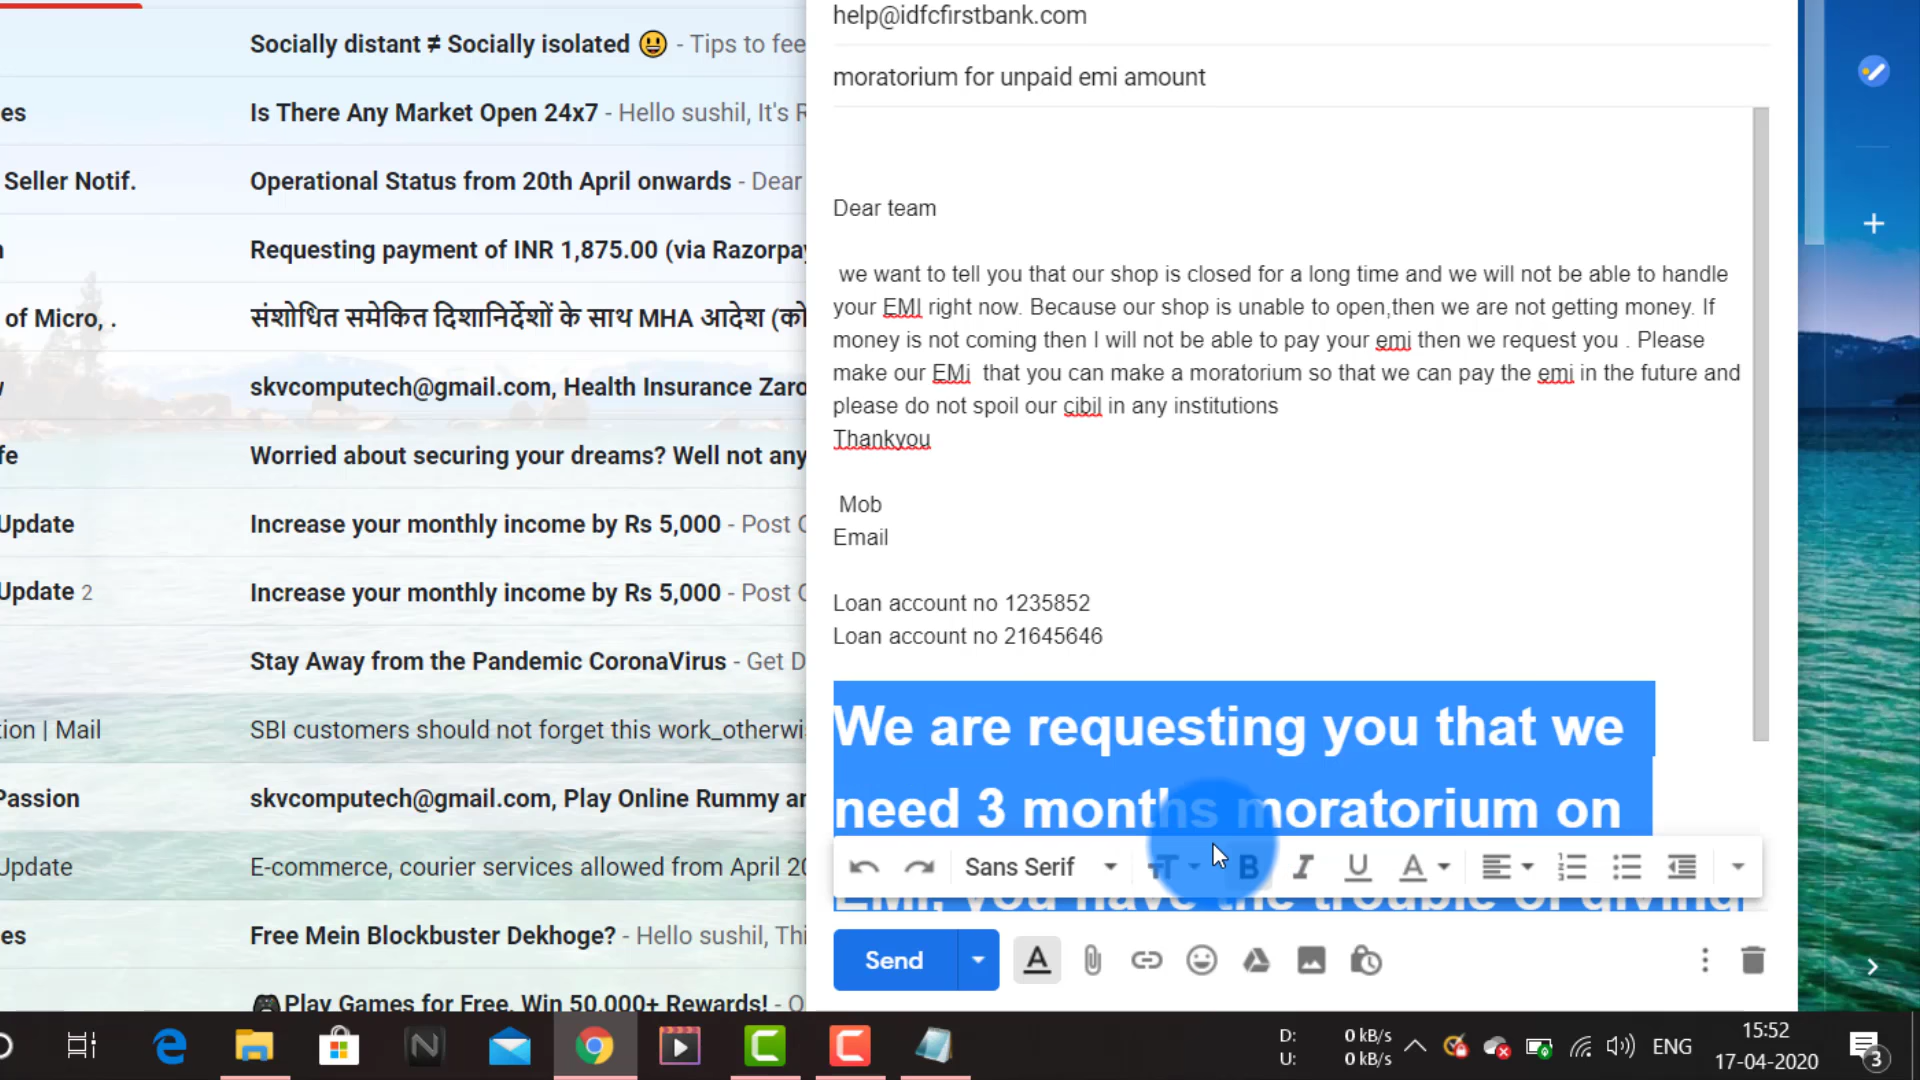 Socially distant ≠ Socially isolated 😃 - Tips to fee
es Is There Any Market Open 24x7 - Hello sushil, It's R
Seller Notif. Operational Status from 20th April onwards - Dear
Requesting payment of INR 1,875.00 (via Razorpay
of Micro, . संशोधित समेकित दिशानिर्देशों के साथ MHA आदेश (को
skvcomputech@gmail.com, Health Insurance Zaro
fe Worried about securing your dreams? Well not any
Update Increase your monthly income by Rs 5,000 - Post O
Update 2 Increase your monthly income by Rs 5,000 - Post O
Stay Away from the Pandemic CoronaVirus - Get D
tion | Mail SBI customers should not forget this work_otherwi
Passion skvcomputech@gmail.com, Play Online Rummy an
Update E-commerce, courier services allowed from April 20
es Free Mein Blockbuster Dekhoge? - Hello sushil, Thi
🎮Play Games for Free, Win 50,000+ Rewards! - O
help@idfcfirstbank.com
moratorium for unpaid emi amount
Dear team
we want to tell you that our shop is closed for a long time and we will not be able to handle
your EMI right now. Because our shop is unable to open,then we are not getting money. If
money is not coming then I will not be able to pay your emi then we request you . Please
make our EMi that you can make a moratorium so that we can pay the emi in the future and
please do not spoil our cibil in any institutions
Thankyou
Mob
Email
Loan account no 1235852
Loan account no 21645646
We are requesting you that we
need 3 months moratorium on
EMI, you have the trouble of giving
Sans Serif
Send
D: 0 kB/s
U: 0 kB/s
ENG
15:52
17-04-2020
3